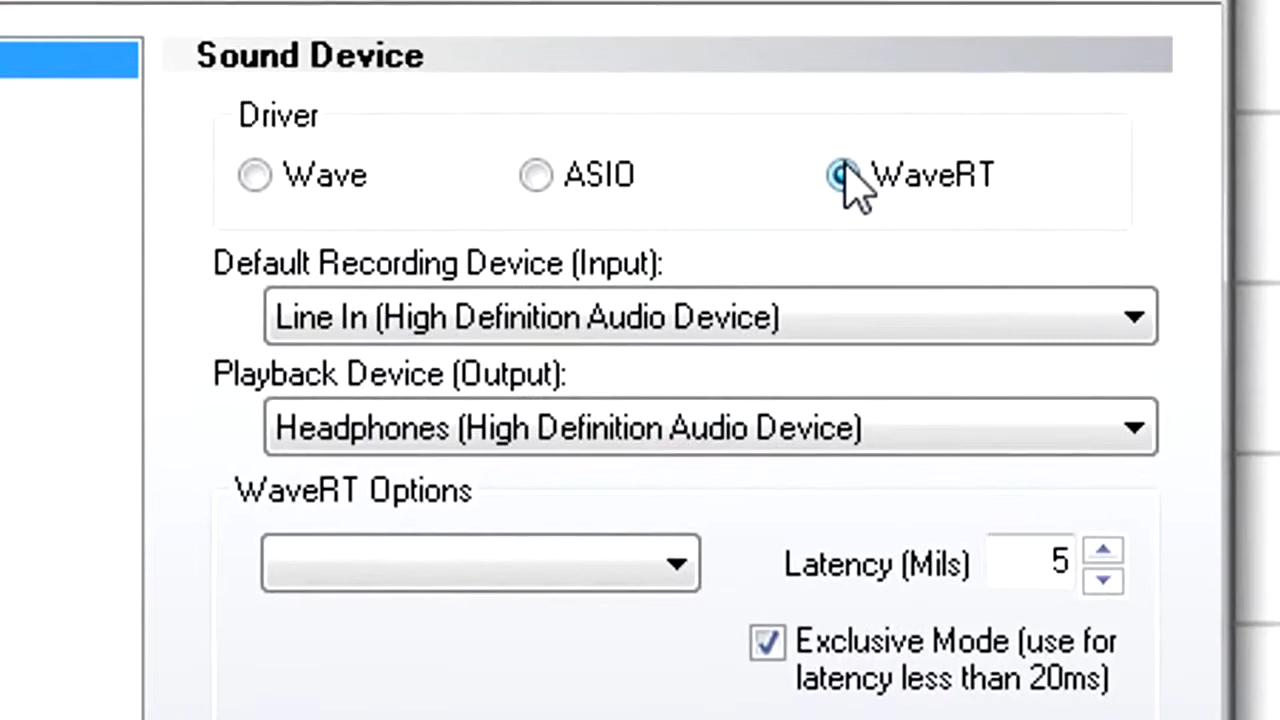 Sound Device
Driver
Wave
ASIO
WaveRT
Default Recording Device (Input):
Line In (High Definition Audio Device)
Playback Device (Output):
Headphones (High Definition Audio Device)
WaveRT Options
Latency (Mils) 5
Exclusive Mode (use for
latency less than 20ms)